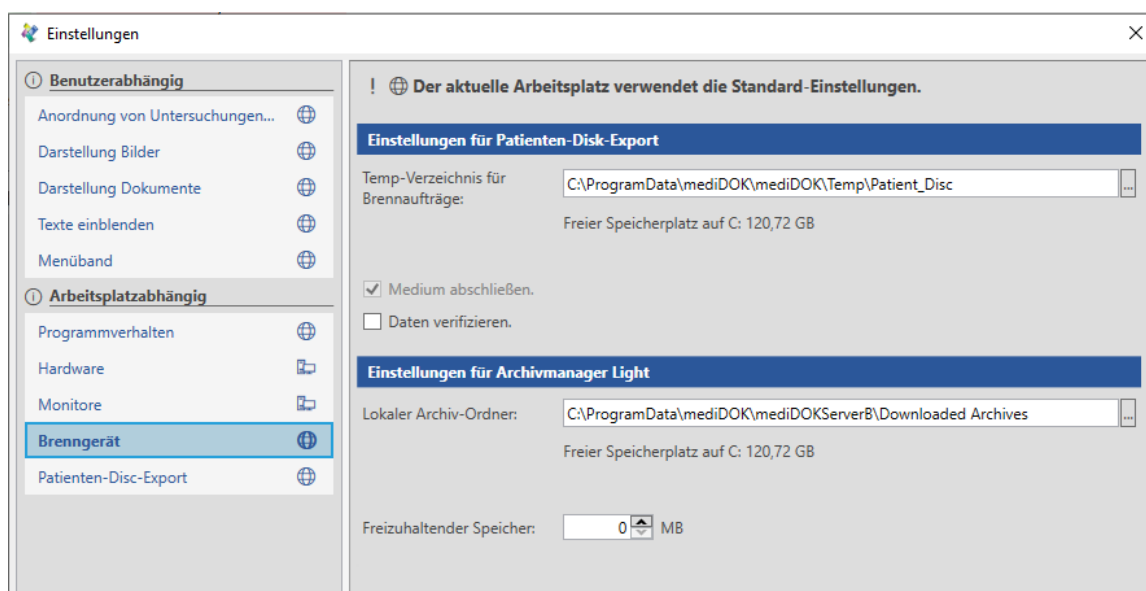 Einstellungen
Benutzerabhängig
Anordnung von Untersuchungen...
Darstellung Bilder
Darstellung Dokumente
Texte einblenden
Menüband
Arbeitsplatzabhängig
Programmverhalten
Hardware
Monitore
Brenngerät
Patienten-Disc-Export
! Der aktuelle Arbeitsplatz verwendet die Standard-Einstellungen.
Einstellungen für Patienten-Disk-Export
Temp-Verzeichnis für
Brennaufträge:
C:\ProgramData\mediDOK\mediDOK\Temp\Patient_Disc
...
Freier Speicherplatz auf C: 120,72 GB
Medium abschließen.
Daten verifizieren.
Einstellungen für Archivmanager Light
Lokaler Archiv-Ordner:
C:\ProgramData\mediDOK\mediDOKServerB\Downloaded Archives
...
Freier Speicherplatz auf C: 120,72 GB
Freizuhaltender Speicher:
0
MB